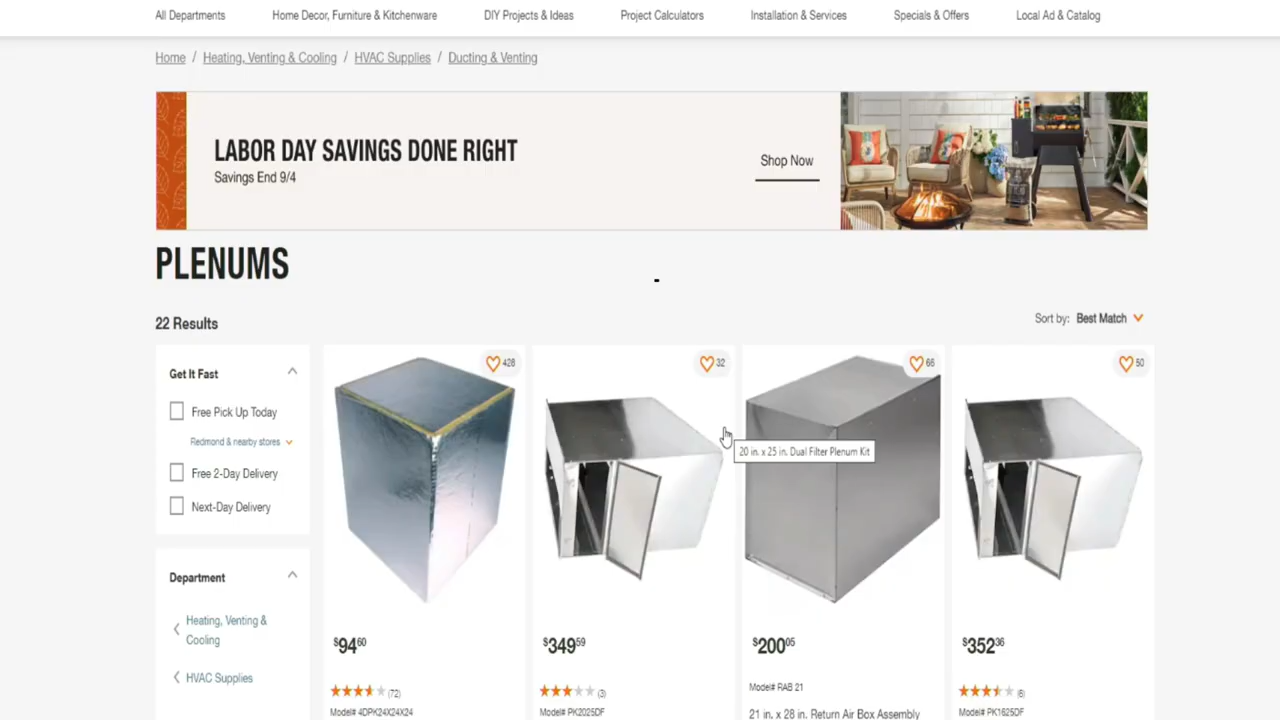 All Departments Home Decor, Furniture & Kitchenware DIY Projects & Ideas Project Calculators Installation & Services Specials & Offers Local Ad & Catalog
Home / Heating, Venting & Cooling / HVAC Supplies / Ducting & Venting
LABOR DAY SAVINGS DONE RIGHT
Savings End 9/4
Shop Now
PLENUMS
22 Results
Sort by: Best Match
Get It Fast
Free Pick Up Today
Redmond & nearby stores
Free 2-Day Delivery
Next-Day Delivery
Department
Heating, Venting &
Cooling
HVAC Supplies
428
32
66
50
20 in. x 25 in. Dual Filter Plenum Kit
$9460
$34959
$20005
$35236
(72)
(3)
(6)
Model# 4DPK24X24X24
Model# PK2025DF
Model# RAB 21
21 in. x 28 in. Return Air Box Assembly
Model# PK1625DF